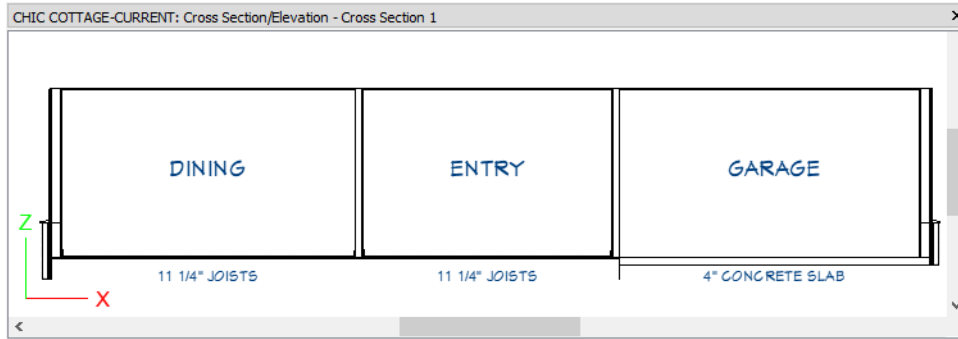 CHIC COTTAGE-CURRENT: Cross Section/Elevation - Cross Section 1
DINING ENTRY GARAGE
Z
11 1/4" JOISTS 11 1/4" JOISTS 4" CONCRETE SLAB
X